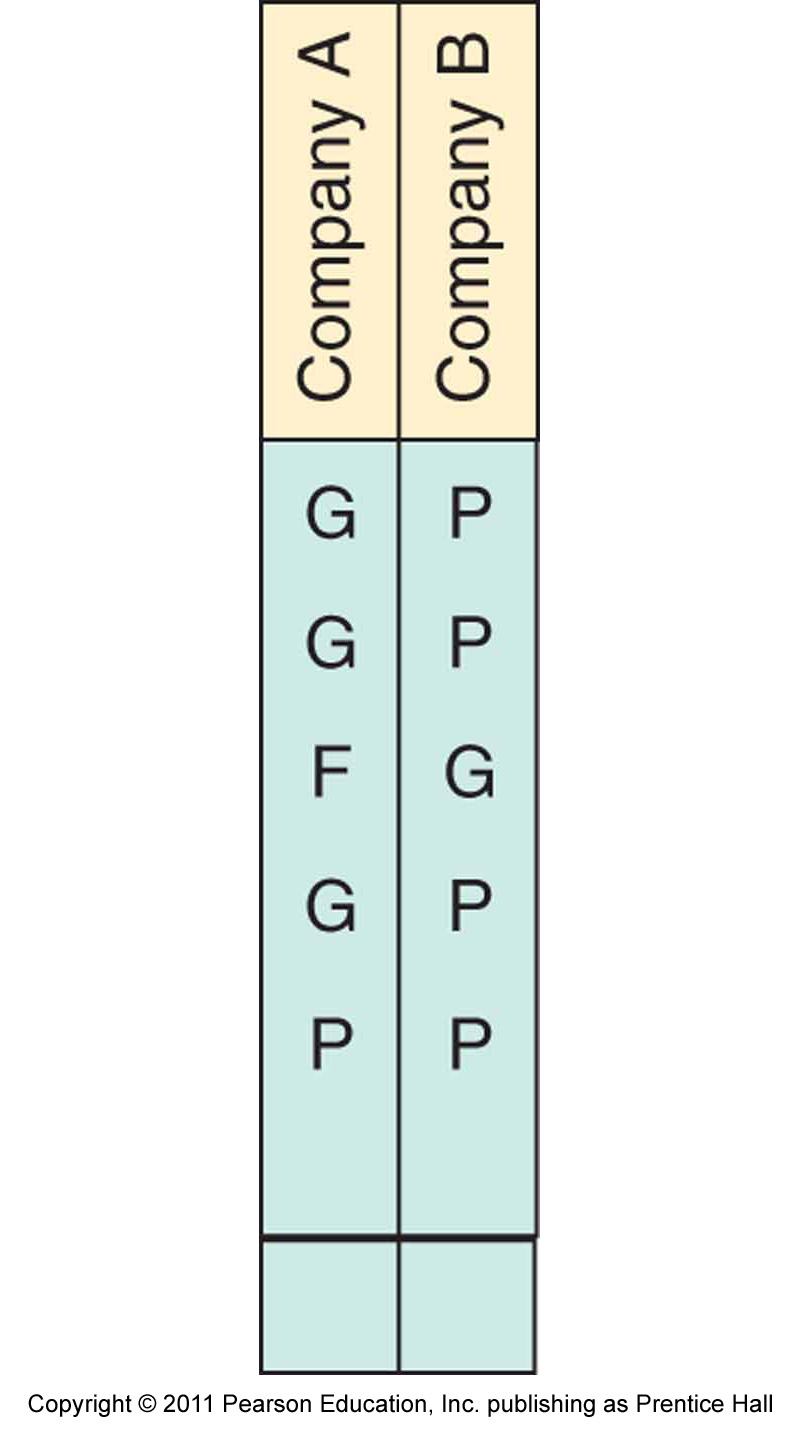 Company A Company B
G P
G P
F G
G P
P P
Copyright © 2011 Pearson Education, Inc. publishing as Prentice Hall